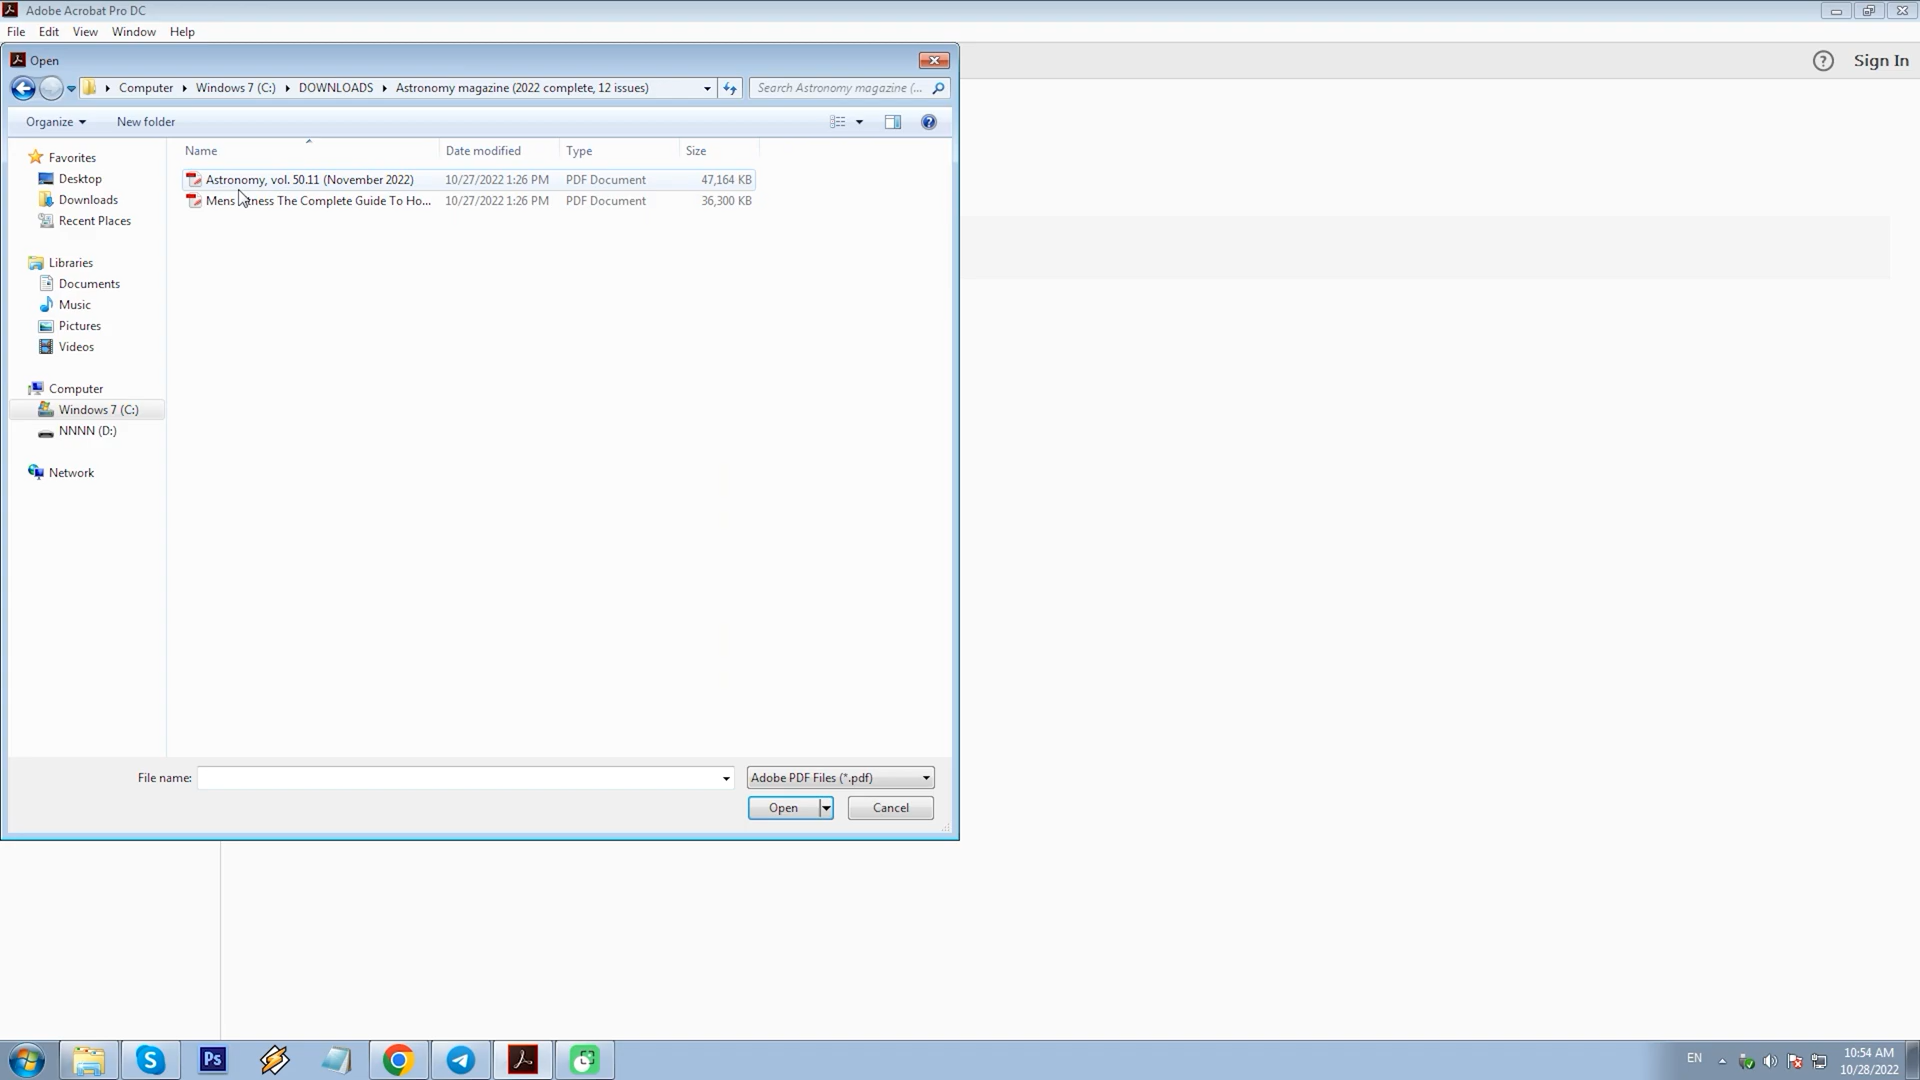 Adobe Acrobat Pro DC
File Edit View Window Help
Open
Sign In
Computer Windows 7 (C:) DOWNLOADS Astronomy magazine (2022 complete, 12 issues) Search Astronomy magazine (...
Organize New folder
Name Date modified Type Size
Favorites
Desktop
Downloads
Recent Places
Libraries
Documents
Music
Pictures
Videos
Computer
Windows 7 (C:)
NNNN (D:)
Network
Astronomy, vol. 50.11 (November 2022) 10/27/2022 1:26 PM PDF Document 47,164 KB
Mens The Complete Guide To Ho... 10/27/2022 1:26 PM PDF Document 36,300 KB
File name: Adobe PDF Files (*.pdf)
Open Cancel
Ps
EN
10:54 AM
10/28/2022